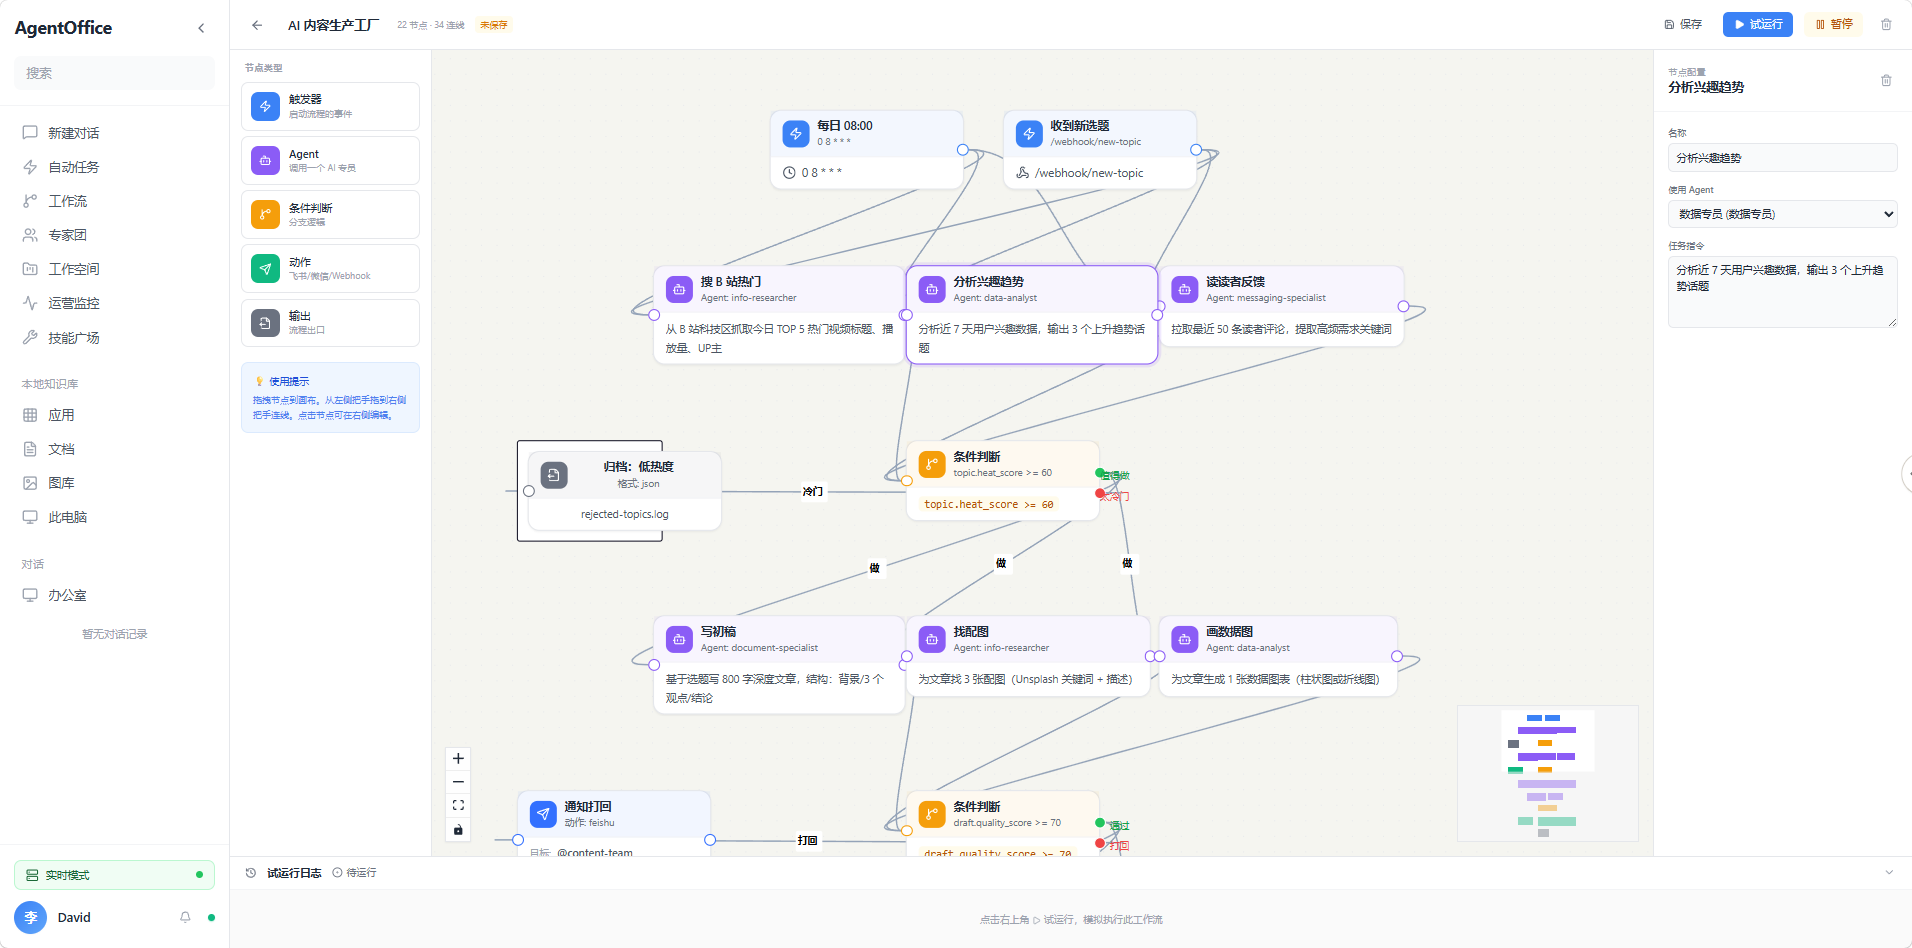 AgentOffice
搜索
新建对话
自动任务
工作流
专家团
工作空间
运营监控
技能广场
本地知识库
应用
文档
图库
此电脑
对话
办公室
暂无对话记录
实时模式
李
David
AI 内容生产工厂
22 节点 · 34 连线
未保存
保存
试运行
暂停
节点类型
触发器
启动流程的事件
Agent
调用一个 AI 专员
条件判断
分支逻辑
动作
飞书/微信/Webhook
输出
流程出口
使用提示
拖拽节点到画布。从左侧把手拖到右侧
把手连线。点击节点可在右侧编辑。
每日 08:00
0 8 * * *
0 8 * * *
收到新选题
/webhook/new-topic
/webhook/new-topic
搜 B 站热门
Agent: info-researcher
从 B 站科技区抓取今日 TOP 5 热门视频标题、播
放量、UP主
分析兴趣趋势
Agent: data-analyst
分析近 7 天用户兴趣数据，输出 3 个上升趋势话
题
读读者反馈
Agent: messaging-specialist
拉取最近 50 条读者评论，提取高频需求关键词
归档：低热度
格式: json
rejected-topics.log
冷门
条件判断
topic.heat_score >= 60
topic.heat_score >= 60
值得做
太冷门
做
做
做
写初稿
Agent: document-specialist
基于选题写 800 字深度文章，结构：背景/3 个
观点/结论
找配图
Agent: info-researcher
为文章找 3 张配图（Unsplash 关键词 + 描述）
画数据图
Agent: data-analyst
为文章生成 1 张数据图表（柱状图或折线图）
通知打回
动作: feishu
目标: @content-team
打回
条件判断
draft.quality_score >= 70
draft.quality_score >= 70
通过
打回
节点配置
分析兴趣趋势
名称
分析兴趣趋势
使用 Agent
数据专员 (数据专员)
任务指令
分析近 7 天用户兴趣数据，输出 3 个上升趋
势话题
试运行日志
待运行
点击右上角 ▷ 试运行，模拟执行此工作流